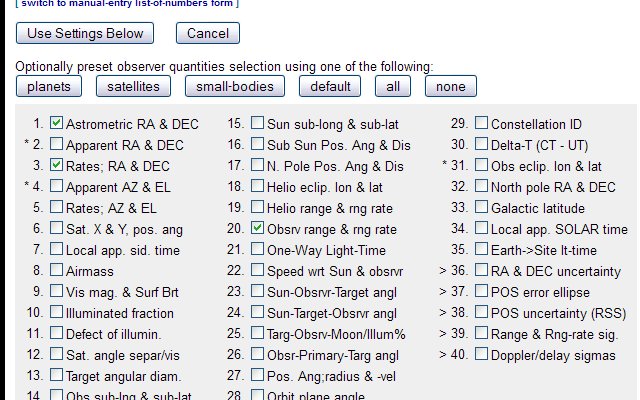 [ switch to manual-entry list-of-numbers form ]
Use Settings Below Cancel
Optionally preset observer quantities selection using one of the following:
planets satellites small-bodies default all none
1. Astrometric RA & DEC 15. Sun sub-long & sub-lat 29. Constellation ID
* 2. Apparent RA & DEC 16. Sub Sun Pos. Ang & Dis 30. Delta-T (CT - UT)
3. Rates; RA & DEC 17. N. Pole Pos. Ang & Dis * 31. Obs eclip. lon & lat
* 4. Apparent AZ & EL 18. Helio eclip. lon & lat 32. North pole RA & DEC
5. Rates; AZ & EL 19. Helio range & rng rate 33. Galactic latitude
6. Sat. X & Y, pos. ang 20. Obsrv range & rng rate 34. Local app. SOLAR time
7. Local app. sid. time 21. One-Way Light-Time 35. Earth->Site lt-time
8. Airmass 22. Speed wrt Sun & obsrvr > 36. RA & DEC uncertainty
9. Vis mag. & Surf Brt 23. Sun-Obsrvr-Target angl > 37. POS error ellipse
10. Illuminated fraction 24. Sun-Target-Obsrvr angl > 38. POS uncertainty (RSS)
11. Defect of illumin. 25. Targ-Obsrv-Moon/Illum% > 39. Range & Rng-rate sig.
12. Sat. angle separ/vis 26. Obsr-Primary-Targ angl > 40. Doppler/delay sigmas
13. Target angular diam. 27. Pos. Ang;radius & -vel
14. Obs sub-lng & sub-lat 28. Orbit plane angle